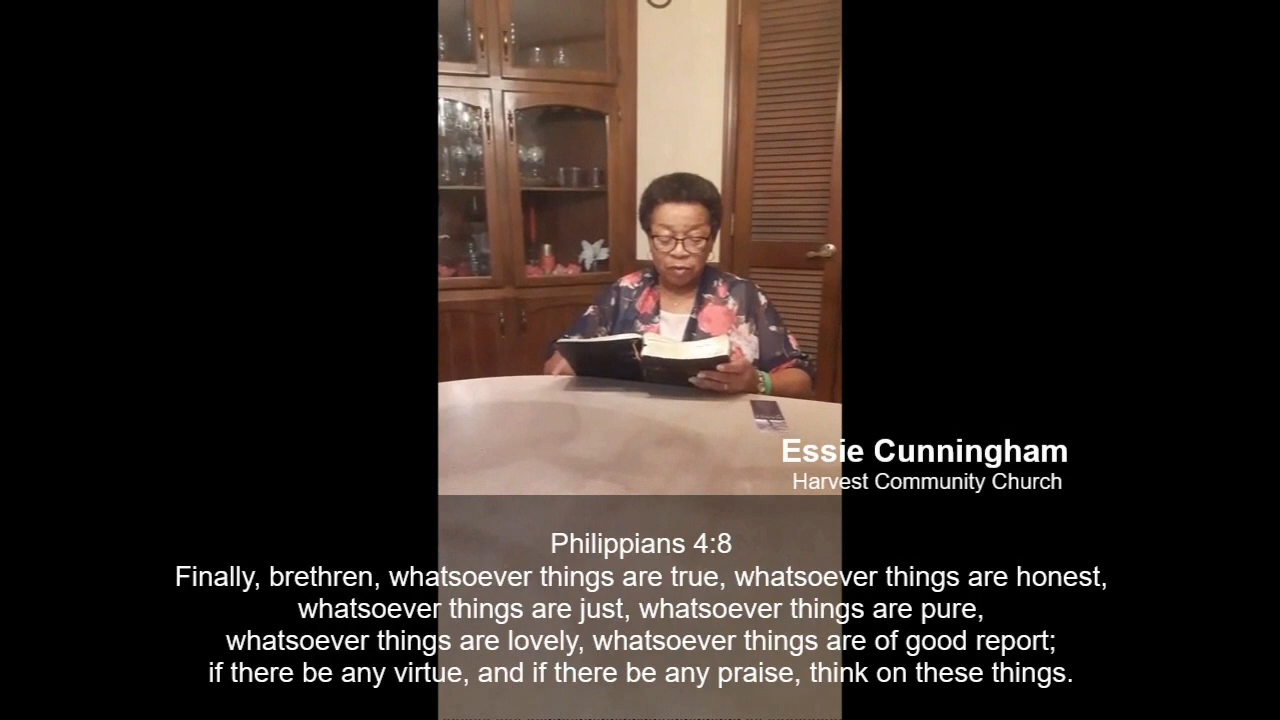 Essie Cunningham
Harvest Community Church
Philippians 4:8
Finally, brethren, whatsoever things are true, whatsoever things are honest,
whatsoever things are just, whatsoever things are pure,
whatsoever things are lovely, whatsoever things are of good report;
if there be any virtue, and if there be any praise, think on these things.